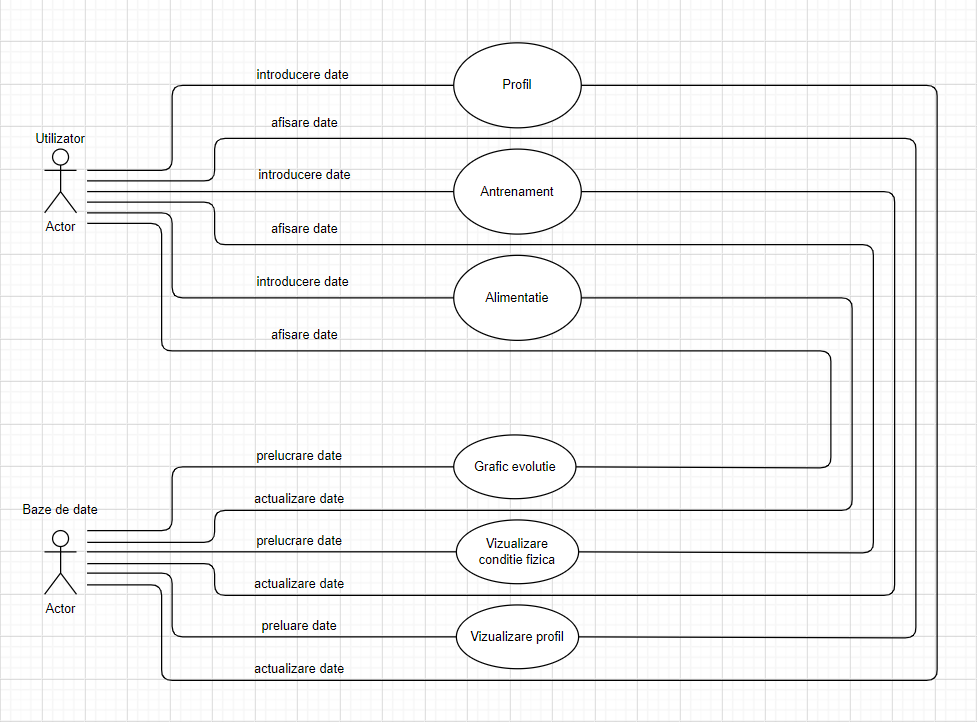 introducere date
Profil
afisare date
Utilizator
introducere date
Antrenament
Actor
afisare date
introducere date
Alimentatie
afisare date
prelucrare date
Grafic evolutie
actualizare date
Baze de date
prelucrare date
Vizualizare
conditie fizica
actualizare date
Actor
preluare date
Vizualizare profil
actualizare date